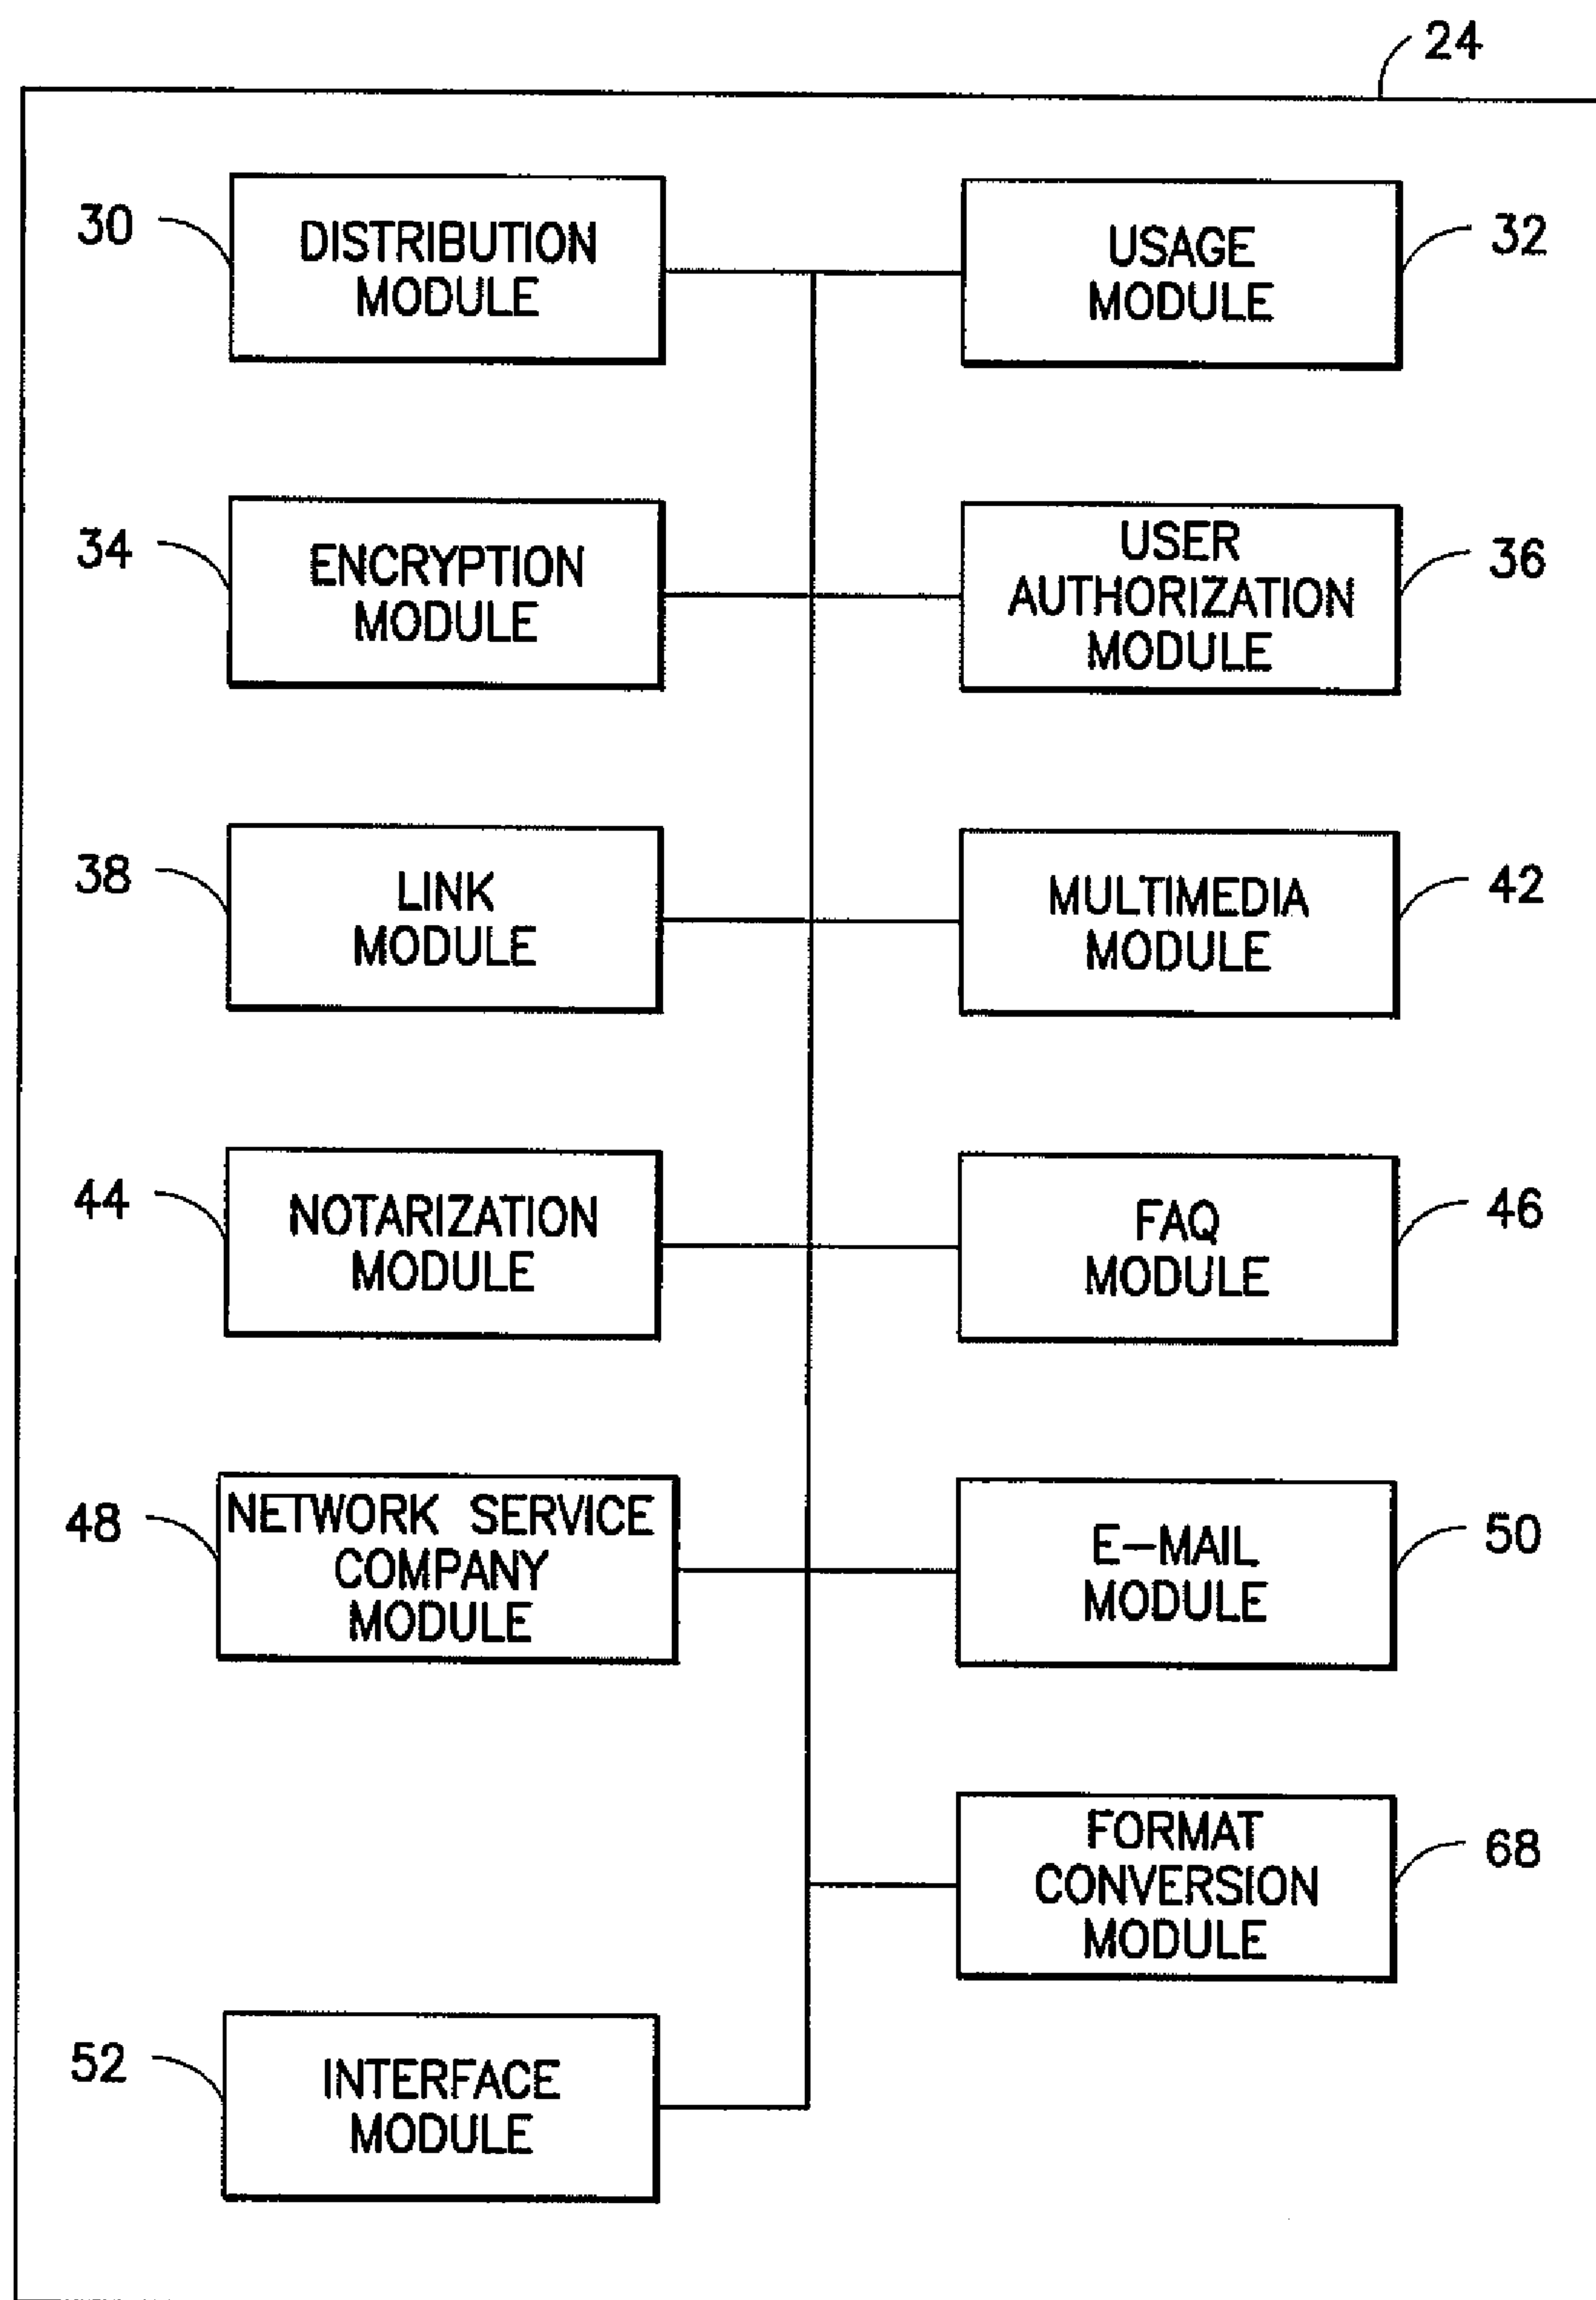 24
30
DISTRIBUTION
MODULE
USAGE
MODULE
32
34
ENCRYPTION
MODULE
USER
AUTHORIZATION
MODULE
36
38
LINK
MODULE
MULTIMEDIA
MODULE
42
44
NOTARIZATION
MODULE
FAQ
MODULE
46
48
NETWORK SERVICE
COMPANY
MODULE
E-MAIL
MODULE
50
FORMAT
CONVERSION
MODULE
68
52
INTERFACE
MODULE